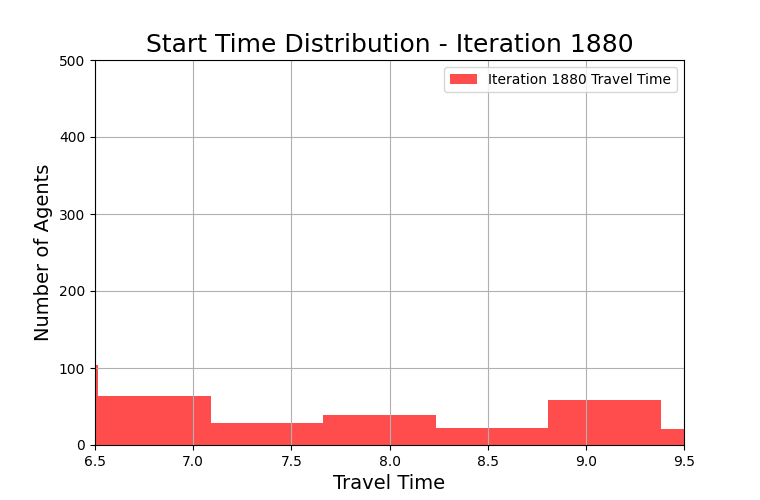 Start Time Distribution - Iteration 1880
Iteration 1880 Travel Time
Number of Agents
500
400
300
200
100
0
6.5 7.0 7.5 8.0 8.5 9.0 9.5
Travel Time